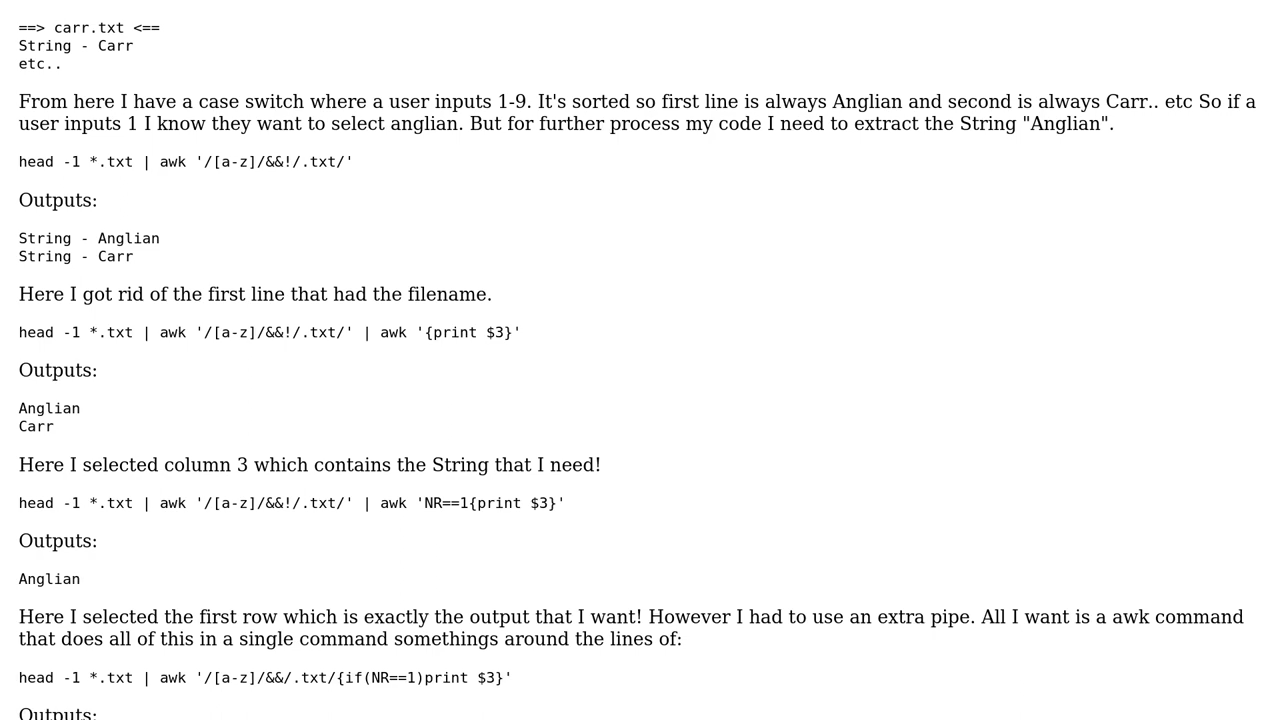 ==> carr.txt <==
String - Carr
etc..
From here I have a case switch where a user inputs 1-9. It's sorted so first line is always Anglian and second is always Carr.. etc So if a
user inputs 1 I know they want to select anglian. But for further process my code I need to extract the String "Anglian".
head -1 *.txt | awk '/[a-z]/&&!/.txt/'
Outputs:
String - Anglian
String - Carr
Here I got rid of the first line that had the filename.
head -1 *.txt | awk '/[a-z]/&&!/.txt/' | awk '{print $3}'
Outputs:
Anglian
Carr
Here I selected column 3 which contains the String that I need!
head -1 *.txt | awk '/[a-z]/&&!/.txt/' | awk 'NR==1{print $3}'
Outputs:
Anglian
Here I selected the first row which is exactly the output that I want! However I had to use an extra pipe. All I want is a awk command
that does all of this in a single command somethings around the lines of:
head -1 *.txt | awk '/[a-z]/&&/.txt/{if(NR==1)print $3}'
Outputs: